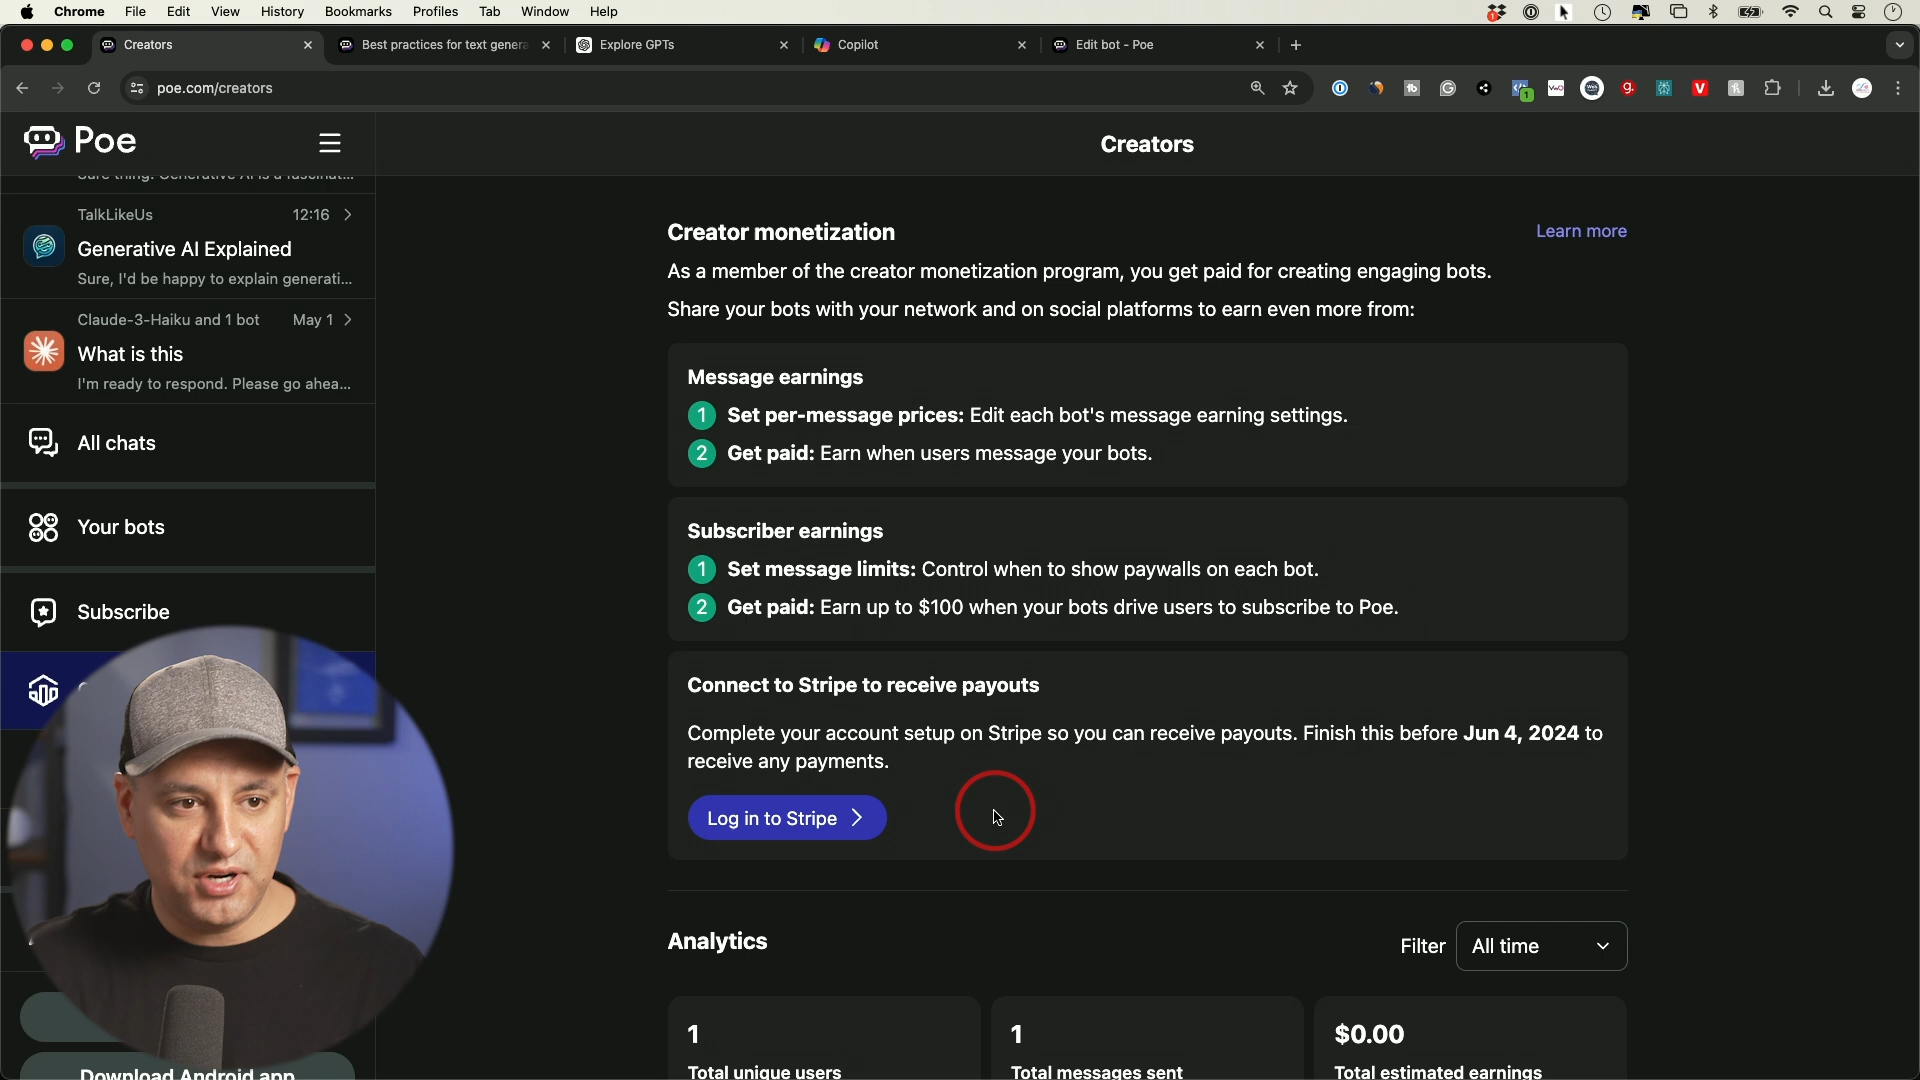 Chrome File Edit View History Bookmarks Profiles Tab Window Help
Creators
Best practices for text genera
Explore GPTs
Copilot
Edit bot - Poe
poe.com/creators
Poe
Creators
TalkLikeUs 12:16
Generative AI Explained
Sure, I'd be happy to explain generati...
Claude-3-Haiku and 1 bot May 1
What is this
I'm ready to respond. Please go ahea...
All chats
Your bots
Subscribe
Download Android app
Creator monetization
Learn more
As a member of the creator monetization program, you get paid for creating engaging bots.
Share your bots with your network and on social platforms to earn even more from:
Message earnings
1 Set per-message prices: Edit each bot's message earning settings.
2 Get paid: Earn when users message your bots.
Subscriber earnings
1 Set message limits: Control when to show paywalls on each bot.
2 Get paid: Earn up to $100 when your bots drive users to subscribe to Poe.
Connect to Stripe to receive payouts
Complete your account setup on Stripe so you can receive payouts. Finish this before Jun 4, 2024 to
receive any payments.
Log in to Stripe
Analytics
Filter All time
1
Total unique users
1
Total messages sent
$0.00
Total estimated earnings